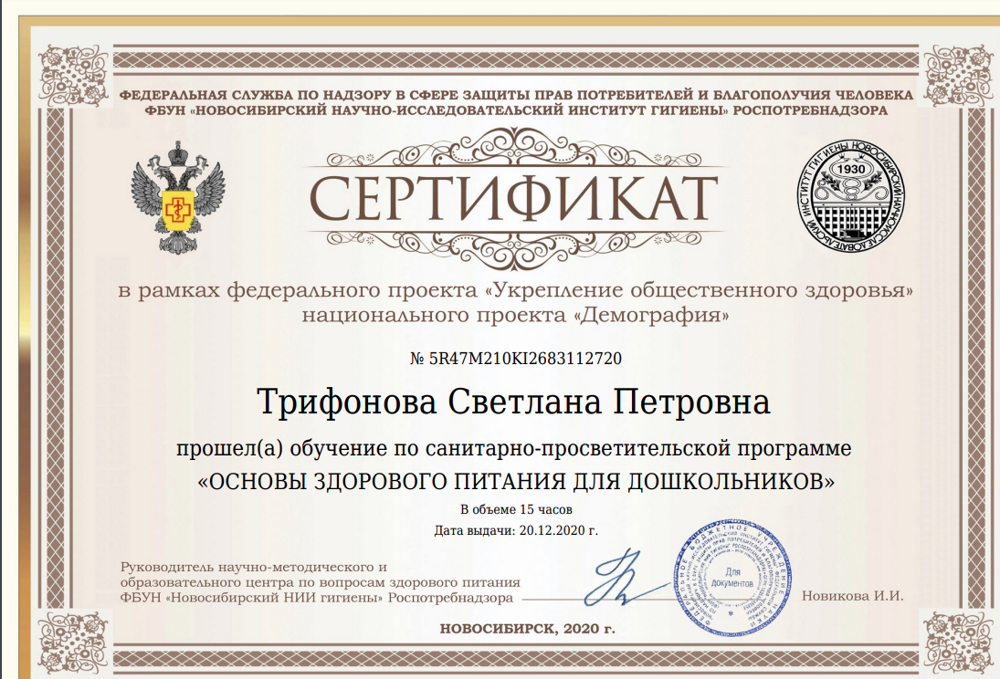 ФЕДЕРАЛЬНАЯ СЛУЖБА ПО НАДЗОРУ В СФЕРЕ ЗАЩИТЫ ПРАВ ПОТРЕБИТЕЛЕЙ И БЛАГОПОЛУЧИЯ ЧЕЛОВЕКА
ФБУН «НОВОСИБИРСКИЙ НАУЧНО-ИССЛЕДОВАТЕЛЬСКИЙ ИНСТИТУТ ГИГИЕНЫ» РОСПОТРЕБНАДЗОРА
НОВОСИБИРСКИЙ НАУЧНО-ИССЛЕДОВАТЕЛЬСКИЙ ИНСТИТУТ ГИГИЕНЫ
1930
СЕРТИФИКАТ
в рамках федерального проекта «Укрепление общественного здоровья»
национального проекта «Демография»
№ 5R47M210KI2683112720
Трифонова Светлана Петровна
прошел(а) обучение по санитарно-просветительской программе
«ОСНОВЫ ЗДОРОВОГО ПИТАНИЯ ДЛЯ ДОШКОЛЬНИКОВ»
В объеме 15 часов
Дата выдачи: 20.12.2020 г.
Руководитель научно-методического и
образовательного центра по вопросам здорового питания
ФБУН «Новосибирский НИИ гигиены» Роспотребнадзора
ФЕДЕРАЛЬНОЕ БЮДЖЕТНОЕ УЧРЕЖДЕНИЕ НАУКИ
Для
документов
Новикова И.И.
НОВОСИБИРСК, 2020 г.